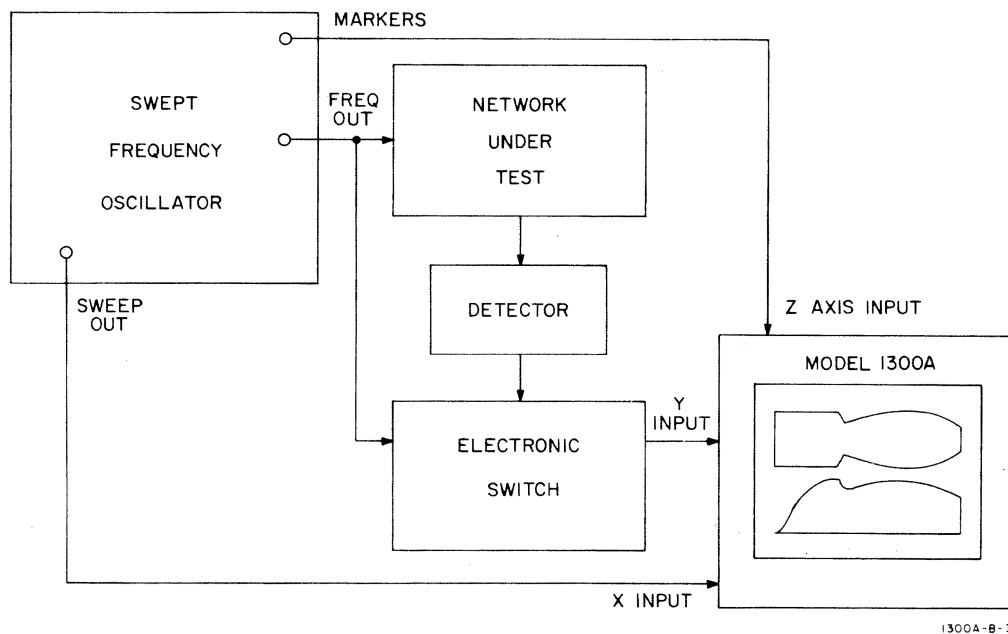 MARKERS
SWEPT
FREQUENCY
OSCILLATOR
FREQ
OUT
NETWORK
UNDER
TEST
SWEEP
OUT
DETECTOR
Z AXIS INPUT
MODEL 1300A
Y
INPUT
ELECTRONIC
SWITCH
X INPUT